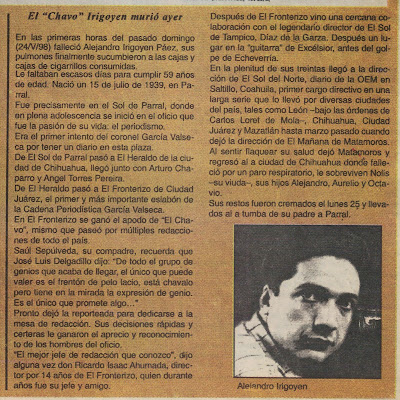 El "Chavo" Irigoyen murió ayer
En las primeras horas del pasado domingo
(24/V/98) falleció Alejandro Irigoyen Páez, sus
pulmones finalmente sucumbieron a las cajas y
cajas de cigarrillos consumidas.
Le faltaban escasos días para cumplir 59 años
de edad. Nació un 15 de julio de 1939, en Pa-
rral.
Fue precisamente en el Sol de Parral, donde
en plena adolescencia se inició en el oficio que
fue la pasión de su vida: el periodismo.
Era el primer intento del coronel García Valse-
ca por tener un diario en esta plaza.
De El Sol de Parral pasó a El Heraldo de la ciu-
dad de Chihuahua, llegó junto con Arturo Cha-
parro y Angel Torres Pereira.
De El Heraldo pasó a El Fronterizo de Ciudad
Juárez, el primer y más importante eslabón de
la Cadena Periodística García Valseca.
En El Fronterizo se ganó el apodo de "El Cha-
vo", mismo que paseó por múltiples redaccio-
nes de todo el país.
Saúl Sepúlveda, su compadre, recuerda que
José Luis Delgadillo dijo: "De todo el grupo de
genios que acaba de llegar, el único que puede
valer es el frentón de pelo lacio, está chavalo
pero tiene en la mirada la expresión de genio.
Es el único que promete algo..."
Pronto dejó la reporteada para dedicarse a la
mesa de redacción. Sus decisiones rápidas y
certeras le ganaron el aprecio y reconocimien-
to de los hombres del oficio.
"El mejor jefe de redacción que conozco", dijo
alguna vez don Ricardo Isaac Ahumada, direc-
tor por 14 años de El Fronterizo, quien durante
años fue su jefe y amigo.
Después de El Fronterizo vino una cercana co-
laboración con el legendario director de El Sol
de Tampico, Díaz de la Garza. Después un lu-
gar en la "guitarra" de Excélsior, antes del gol-
pe de Echeverría.
En la plenitud de sus treintas llegó a la direc-
ción de El Sol del Norte, diario de la OEM en
Saltillo, Coahuila, primer cargo directivo en una
larga serie que lo llevó por diversas ciudades
del país, tales como León –bajo las órdenes de
Carlos Loret de Mola–, Chihuahua, Ciudad
Juárez y Mazatlán hasta marzo pasado cuando
dejó la dirección de El Mañana de Matamoros.
Al sentir flaquear su salud dejó Matamoros y
regresó al a ciudad de Chihuahua donde falle-
ció por un paro respiratorio, le sobreviven Nolis
–su viuda–, sus hijos Alejandro, Aurelio y Octa-
vio.
Sus restos fueron cremados el lunes 25 y lleva-
dos al a tumba de su padre a Parral.
Alejandro Irigoyen